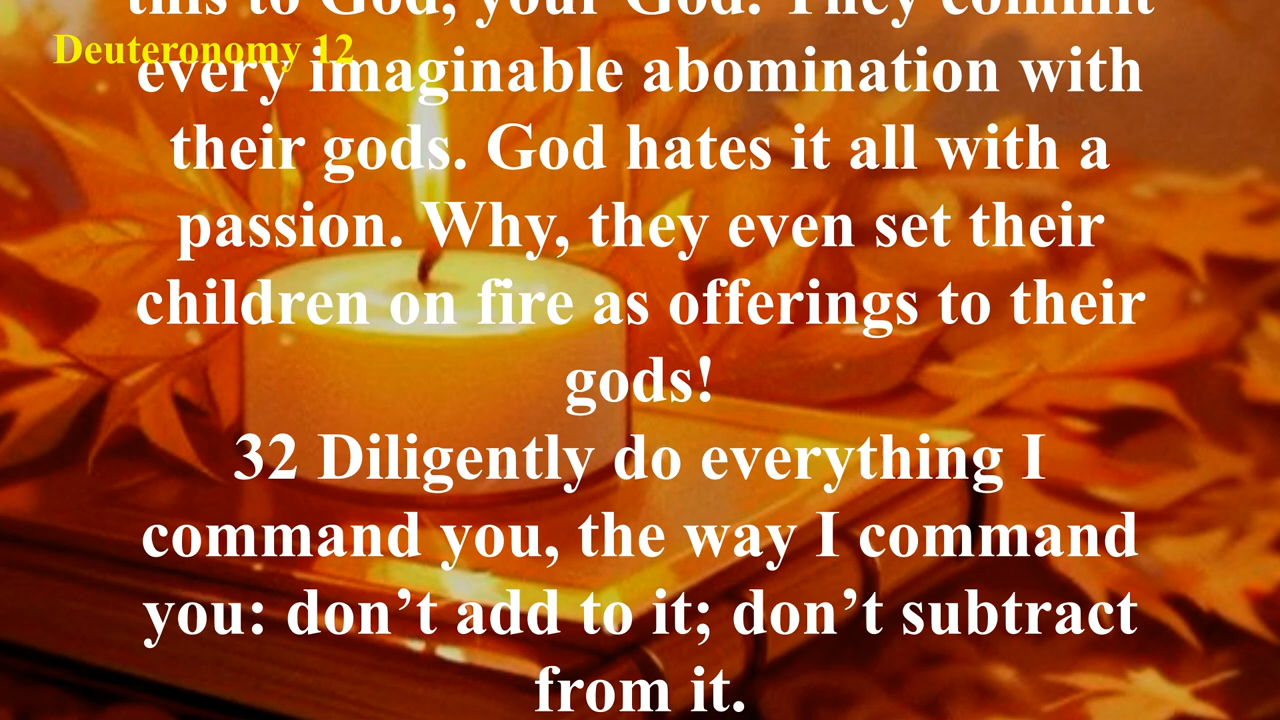 this to God, your God. They commit
Deuteronomy 12
every imaginable abomination with
their gods. God hates it all with a
passion. Why, they even set their
children on fire as offerings to their
gods!
32 Diligently do everything I
command you, the way I command
you: don’t add to it; don’t subtract
from it.